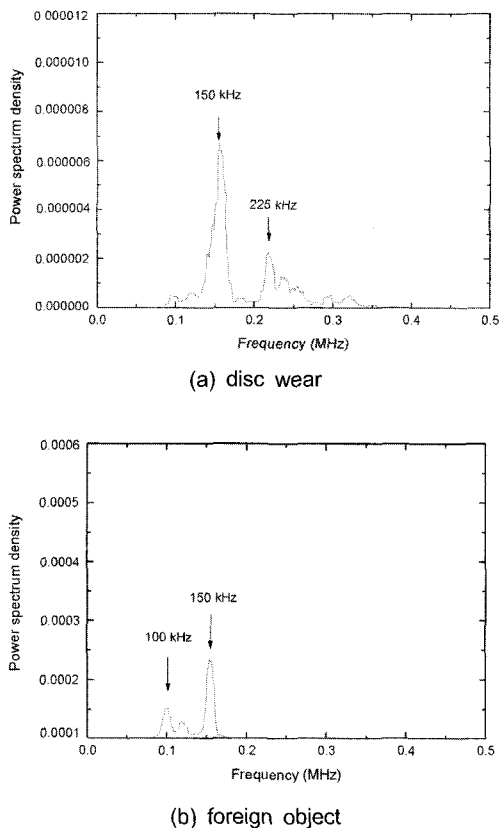 0.000012
0.000010
0.000008
0.000006
0.000004
0.000002
0.000000
Power specturm density
150 kHz
225 kHz
0.0 0.1 0.2 0.3 0.4 0.5
Frequency (MHz)
(a) disc wear
0.0006
0.0005
0.0004
0.0003
0.0002
0.0001
Power spectrum density
100 kHz
150 kHz
0.0 0.1 0.2 0.3 0.4 0.5
Frequency (MHz)
(b) foreign object